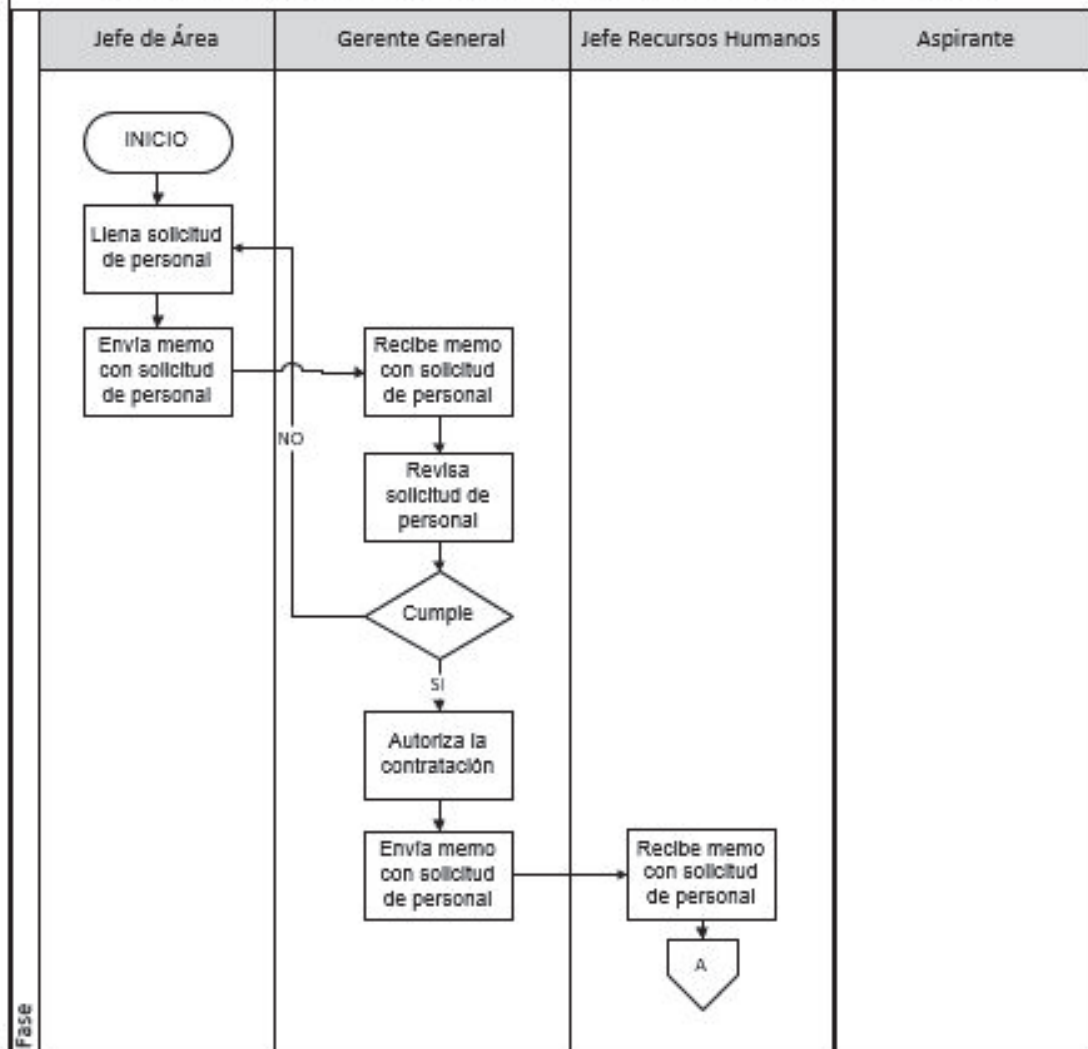 Jefe de Área
Gerente General
Jefe Recursos Humanos
Aspirante
INICIO
Llena solicitud
de personal
Envía memo
con solicitud
de personal
Recibe memo
con solicitud
de personal
NO
Revisa
solicitud de
personal
Cumple
SI
Autoriza la
contratación
Envía memo
con solicitud
de personal
Recibe memo
con solicitud
de personal
A
Fase